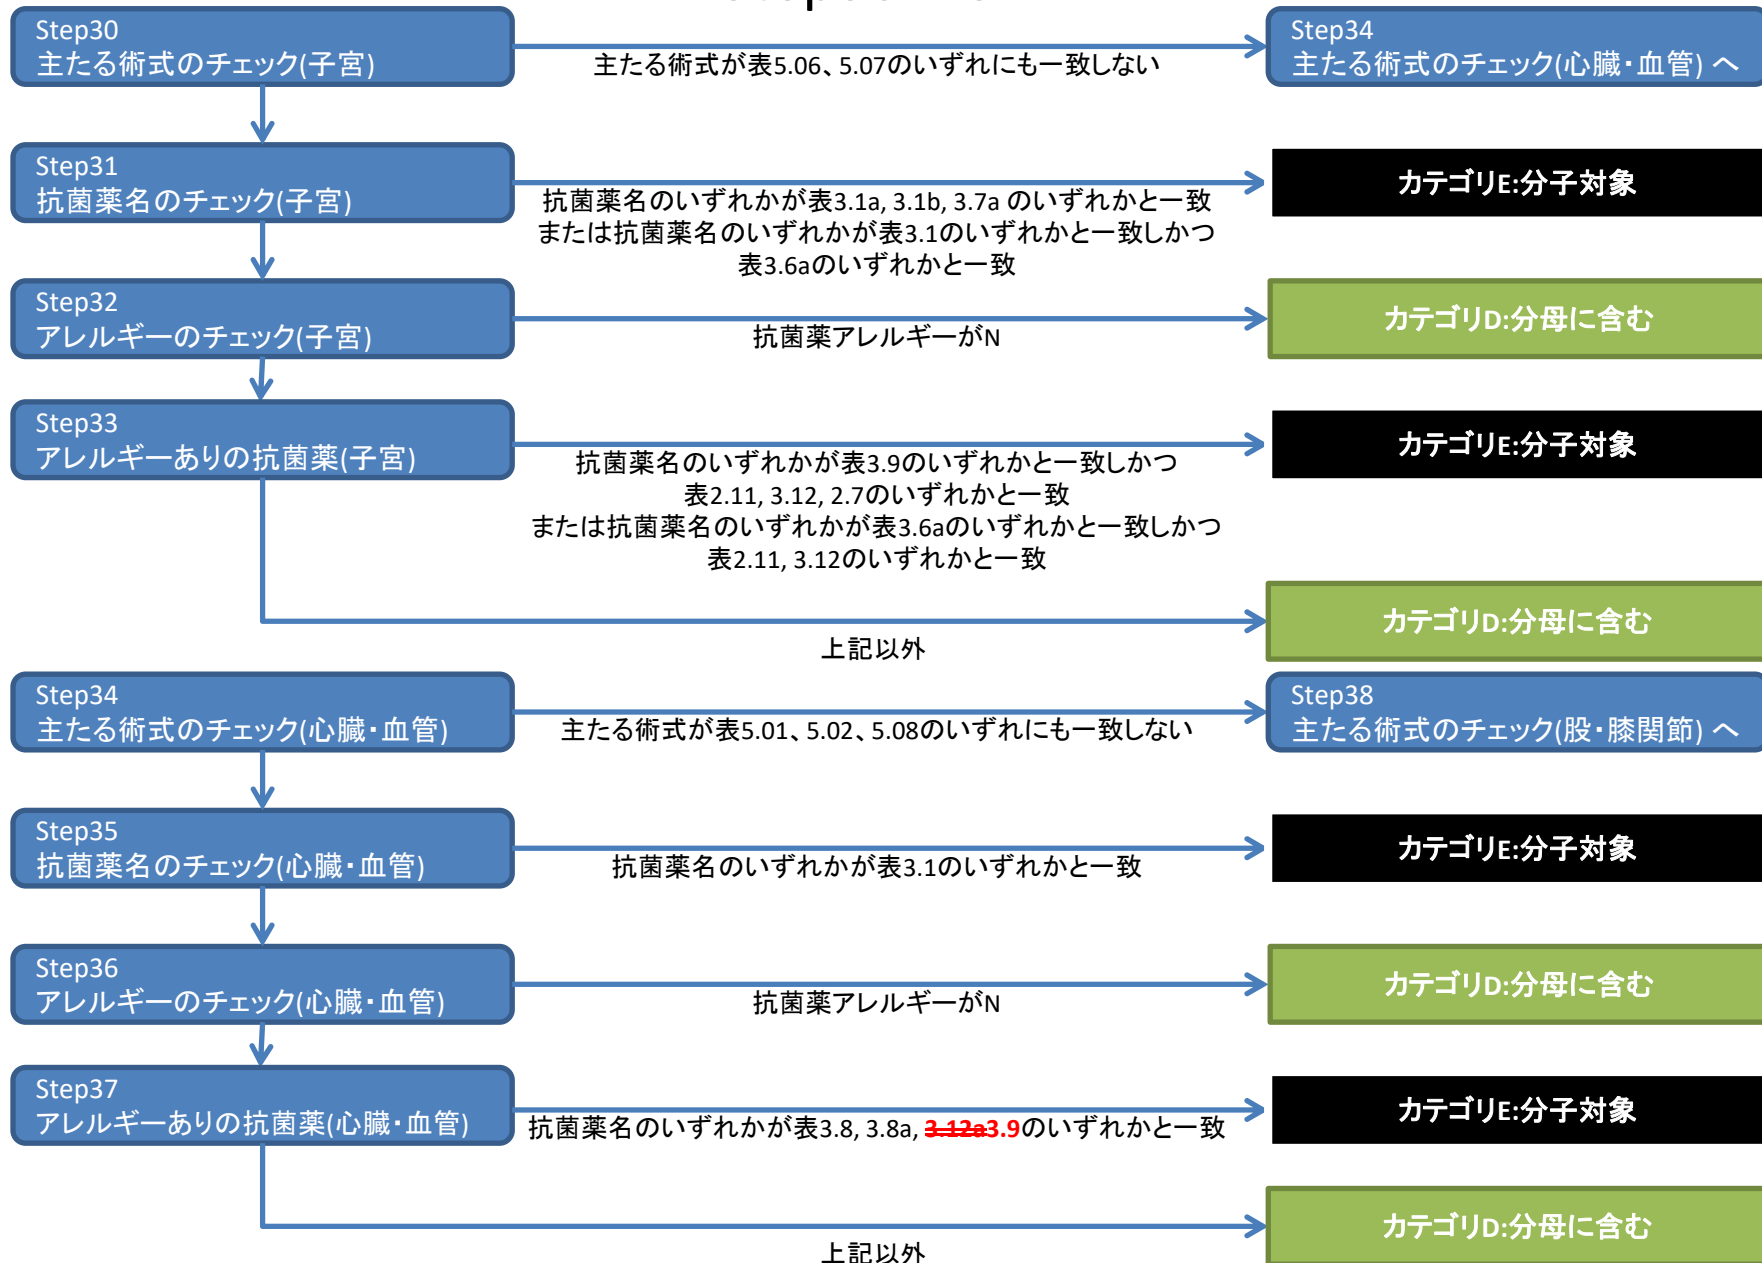 Step30
主たる術式のチェック(子宮)
主たる術式が表5.06、5.07のいずれにも一致しない
Step34
主たる術式のチェック(心臓・血管) へ
Step31
抗菌薬名のチェック(子宮)
抗菌薬名のいずれかが表3.1a, 3.1b, 3.7a のいずれかと一致
または抗菌薬名のいずれかが表3.1のいずれかと一致しかつ
表3.6aのいずれかと一致
カテゴリE:分子対象
Step32
アレルギーのチェック(子宮)
抗菌薬アレルギーがN
カテゴリD:分母に含む
Step33
アレルギーありの抗菌薬(子宮)
抗菌薬名のいずれかが表3.9のいずれかと一致しかつ
表2.11, 3.12, 2.7のいずれかと一致
または抗菌薬名のいずれかが表3.6aのいずれかと一致しかつ
表2.11, 3.12のいずれかと一致
カテゴリE:分子対象
上記以外
カテゴリD:分母に含む
Step34
主たる術式のチェック(心臓・血管)
主たる術式が表5.01、5.02、5.08のいずれにも一致しない
Step38
主たる術式のチェック(股・膝関節) へ
Step35
抗菌薬名のチェック(心臓・血管)
抗菌薬名のいずれかが表3.1のいずれかと一致
カテゴリE:分子対象
Step36
アレルギーのチェック(心臓・血管)
抗菌薬アレルギーがN
カテゴリD:分母に含む
Step37
アレルギーありの抗菌薬(心臓・血管)
抗菌薬名のいずれかが表3.8, 3.8a, 3.12a3.9のいずれかと一致
カテゴリE:分子対象
上記以外
カテゴリD:分母に含む